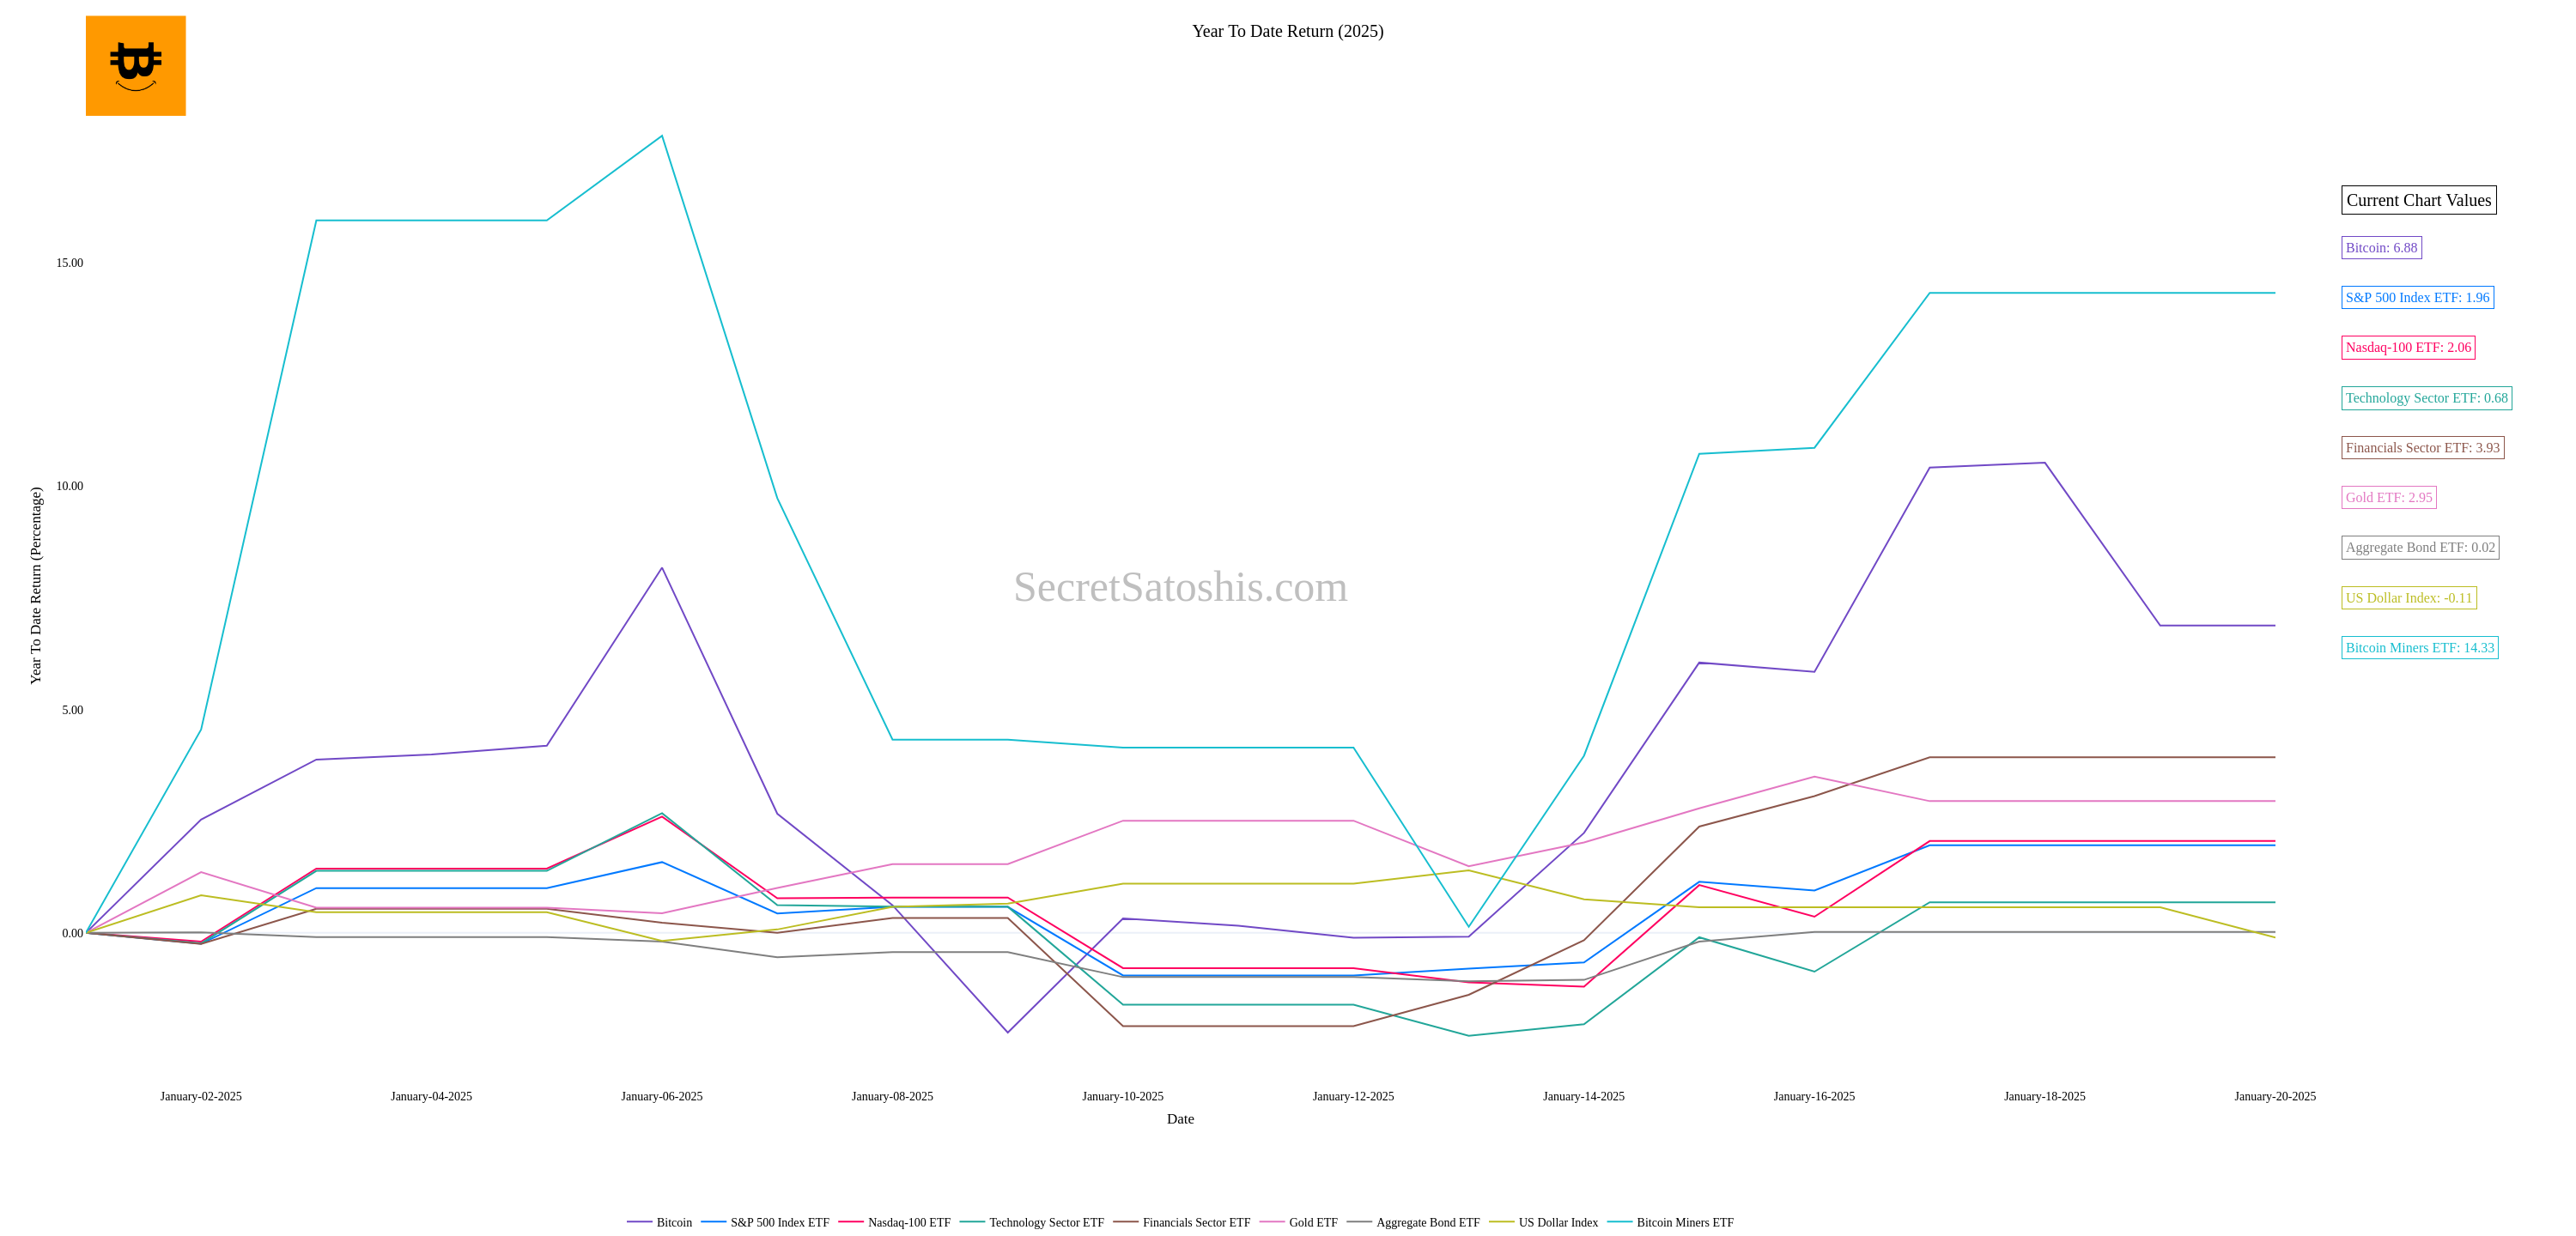 Year To Date Return (2025)
Current Chart Values
Bitcoin: 6.88
S&P 500 Index ETF: 1.96
Nasdaq-100 ETF: 2.06
Technology Sector ETF: 0.68
Financials Sector ETF: 3.93
Gold ETF: 2.95
Aggregate Bond ETF: 0.02
US Dollar Index: -0.11
Bitcoin Miners ETF: 14.33
Year To Date Return (Percentage)
15.00
10.00
5.00
0.00
SecretSatoshis.com
January-02-2025 January-04-2025 January-06-2025 January-08-2025 January-10-2025 January-12-2025 January-14-2025 January-16-2025 January-18-2025 January-20-2025
Date
Bitcoin S&P 500 Index ETF Nasdaq-100 ETF Technology Sector ETF Financials Sector ETF Gold ETF Aggregate Bond ETF US Dollar Index Bitcoin Miners ETF